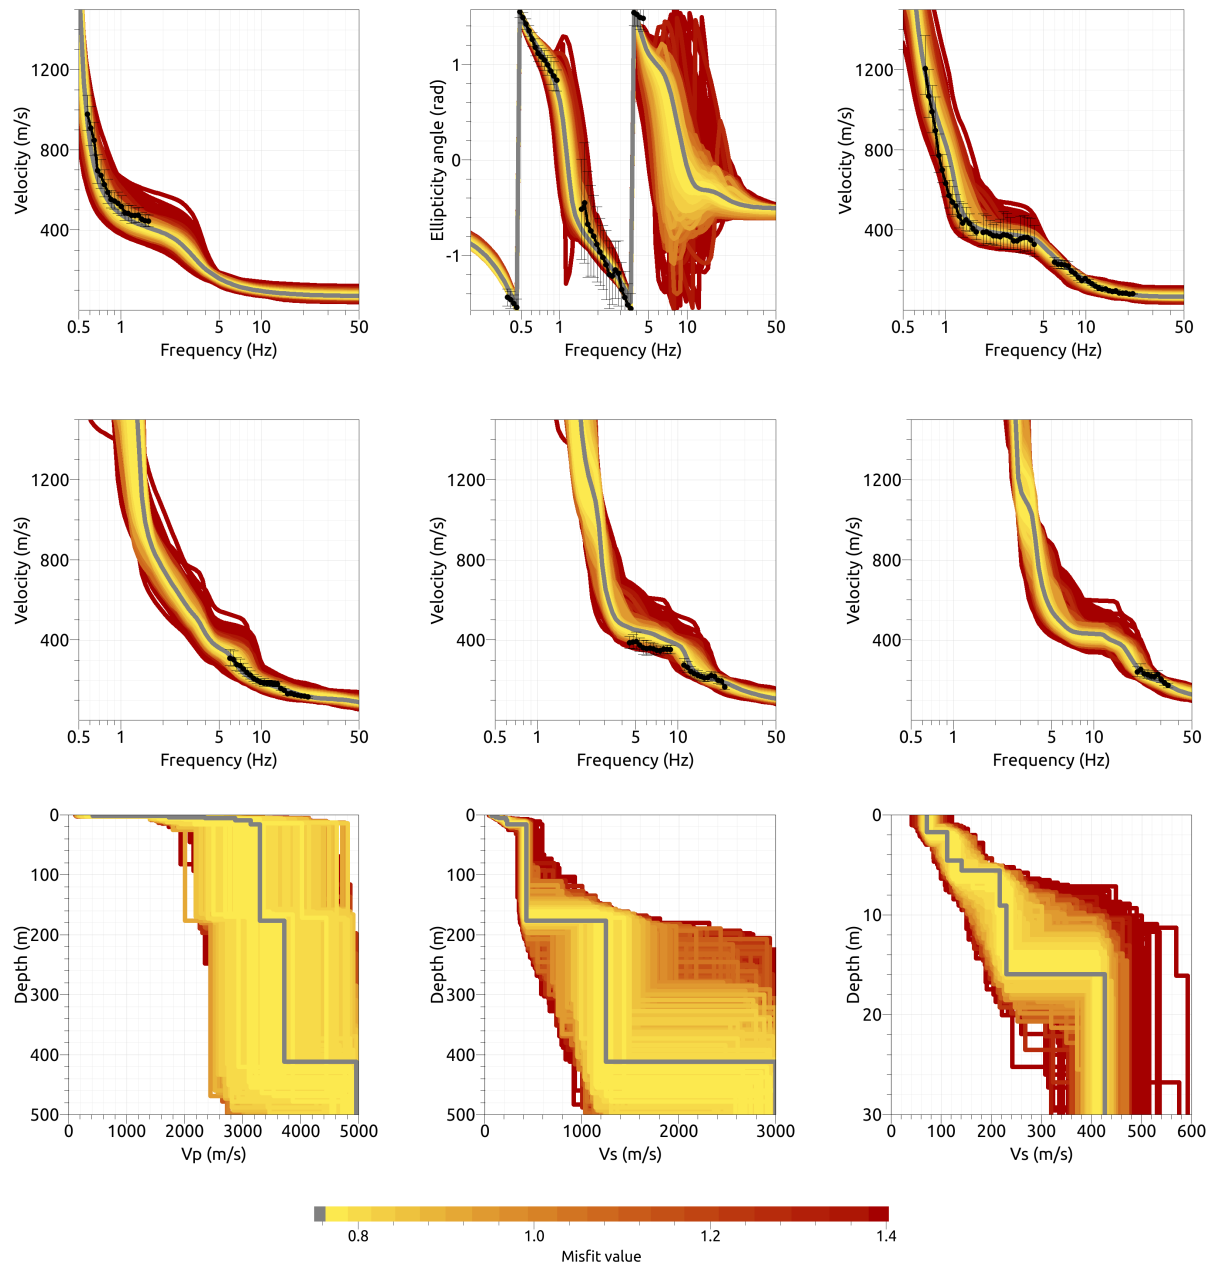 1200
800
400
0.5 1 5 10 50
Velocity (m/s)
Frequency (Hz)
1
0
-1
0.5 1 5 10 50
Ellipticity angle (rad)
Frequency (Hz)
1200
800
400
0.5 1 5 10 50
Velocity (m/s)
Frequency (Hz)
1200
800
400
0.5 1 5 10 50
Velocity (m/s)
Frequency (Hz)
1200
800
400
0.5 1 5 10 50
Velocity (m/s)
Frequency (Hz)
1200
800
400
0.5 1 5 10 50
Velocity (m/s)
Frequency (Hz)
0
100
200
300
400
500
0 1000 2000 3000 4000 5000
Depth (m)
Vp (m/s)
0
100
200
300
400
500
0 1000 2000 3000
Depth (m)
Vs (m/s)
0
10
20
30
0 100 200 300 400 500 600
Depth (m)
Vs (m/s)
0.8 1.0 1.2 1.4
Misfit value